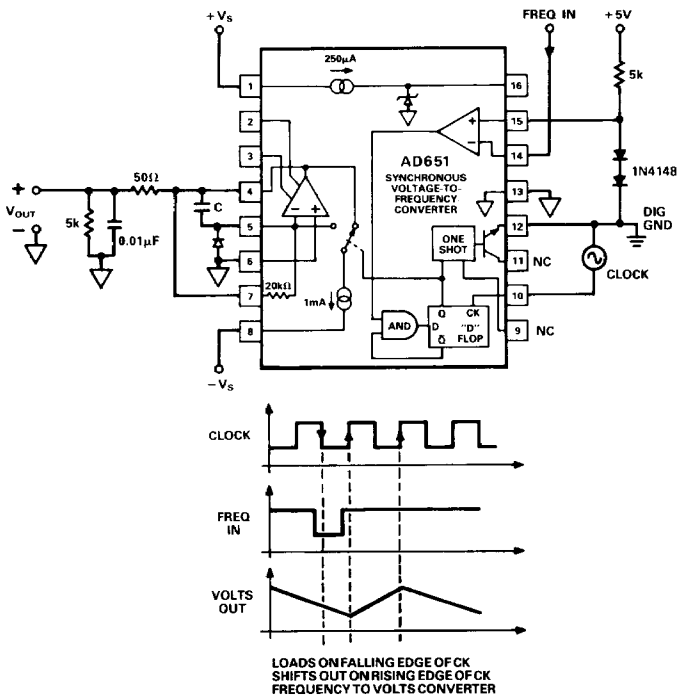 +VS
FREQ IN
+5V
250µA
5k
1
16
2
15
3
14
AD651
SYNCHRONOUS
VOLTAGE-TO-
FREQUENCY
CONVERTER
1N4148
50Ω
+
VOUT
−
4
13
5k
0.01µF
C
5
12
DIG
GND
ONE
SHOT
6
11
NC
CLOCK
20kΩ
1mA
7
10
AND
Q
CK
D
"D"
FLOP
Q̅
8
9
NC
−VS
CLOCK
FREQ
IN
VOLTS
OUT
LOADS ON FALLING EDGE OF CK
SHIFTS OUT ON RISING EDGE OF CK
FREQUENCY TO VOLTS CONVERTER